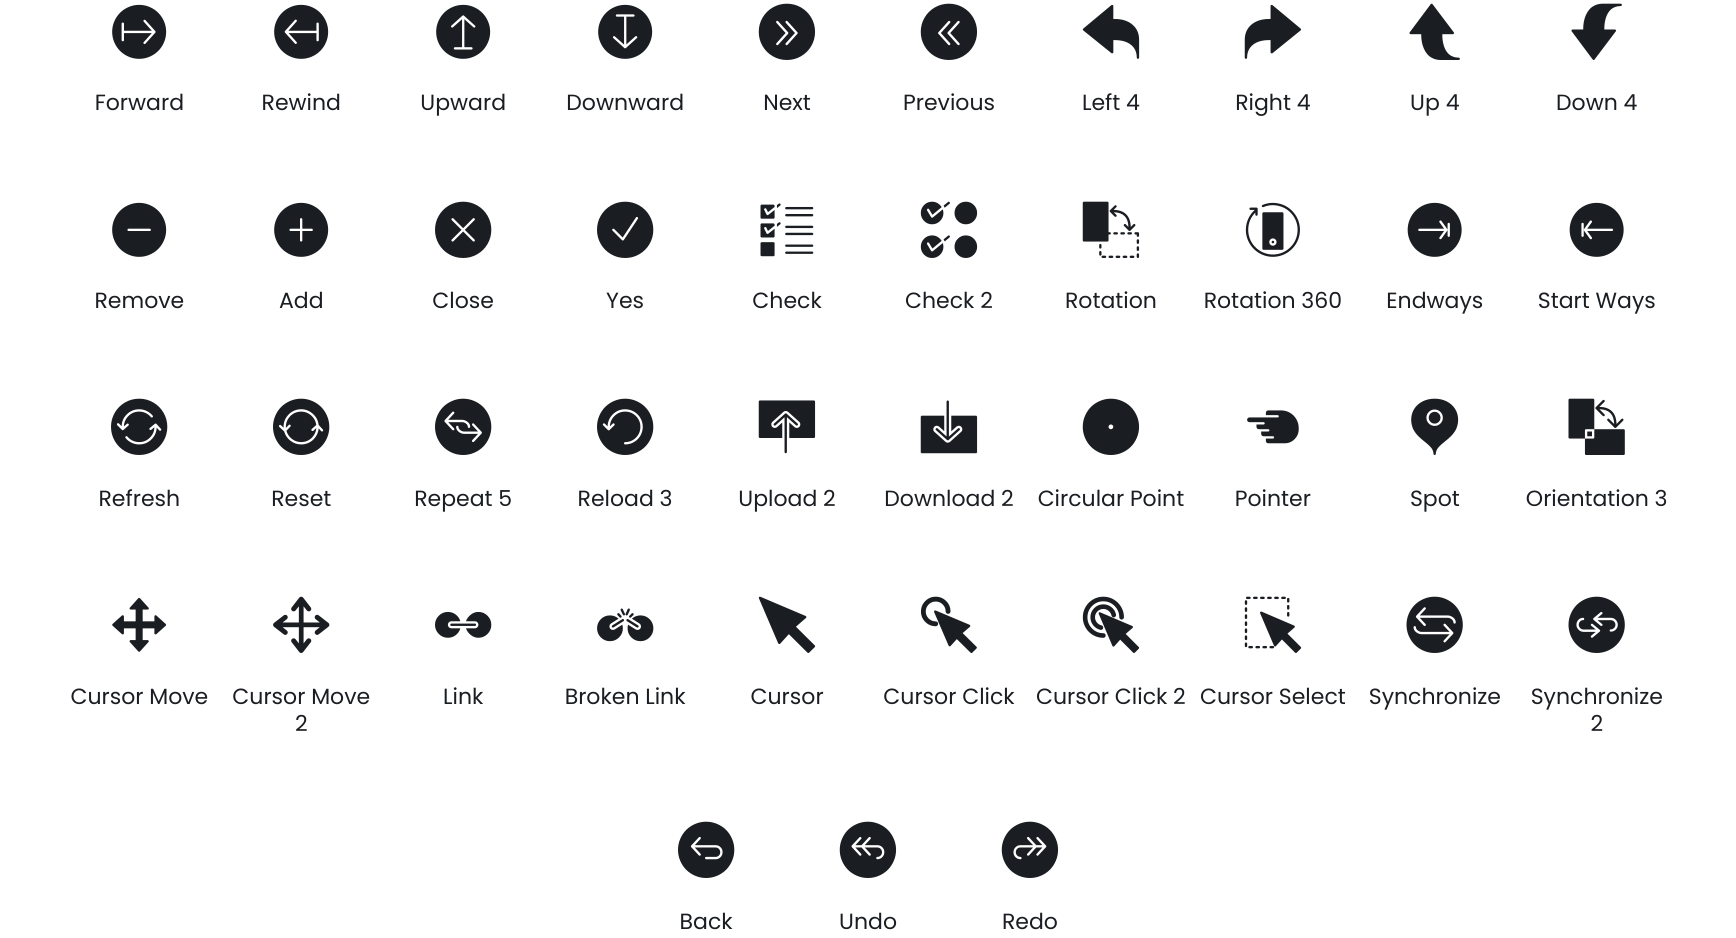 Forward
Rewind
Upward
Downward
Next
Previous
Left 4
Right 4
Up 4
Down 4
Remove
Add
Close
Yes
Check
Check 2
Rotation
Rotation 360
Endways
Start Ways
Refresh
Reset
Repeat 5
Reload 3
Upload 2
Download 2
Circular Point
Pointer
Spot
Orientation 3
Cursor Move
Cursor Move
2
Link
Broken Link
Cursor
Cursor Click
Cursor Click 2
Cursor Select
Synchronize
Synchronize
2
Back
Undo
Redo